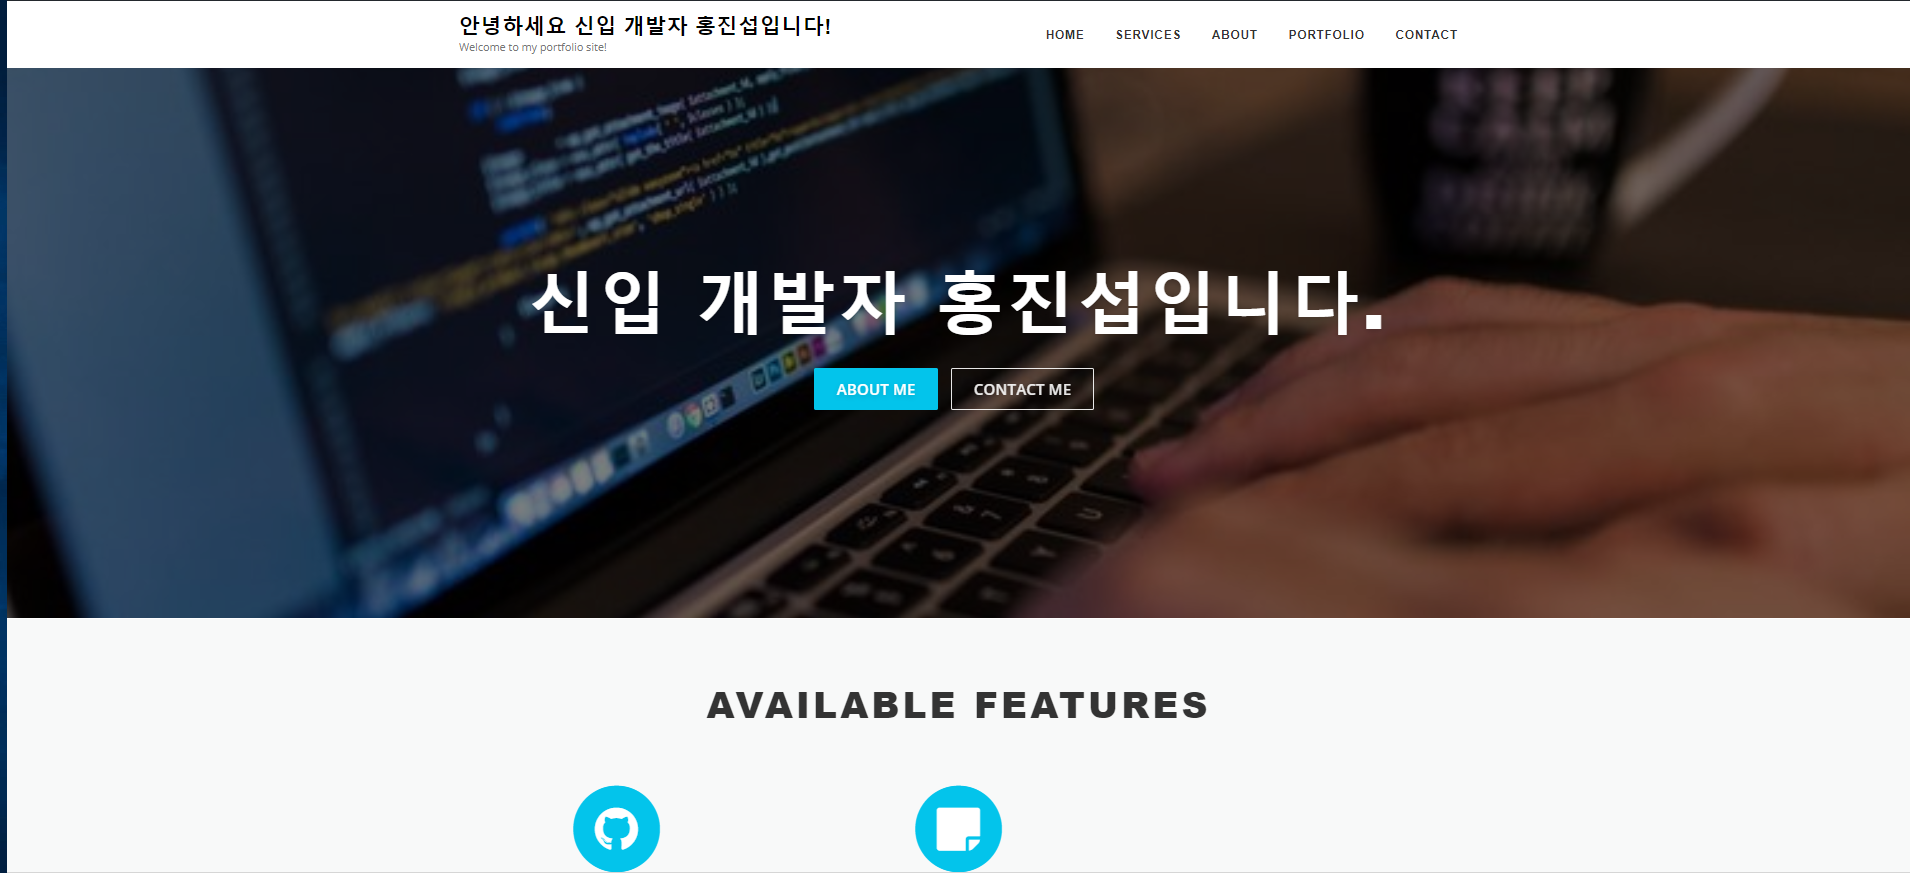 안녕하세요 신입 개발자 홍진섭입니다!
Welcome to my portfolio site!
HOME SERVICES ABOUT PORTFOLIO CONTACT
신입 개발자 홍진섭입니다.
ABOUT ME CONTACT ME
AVAILABLE FEATURES